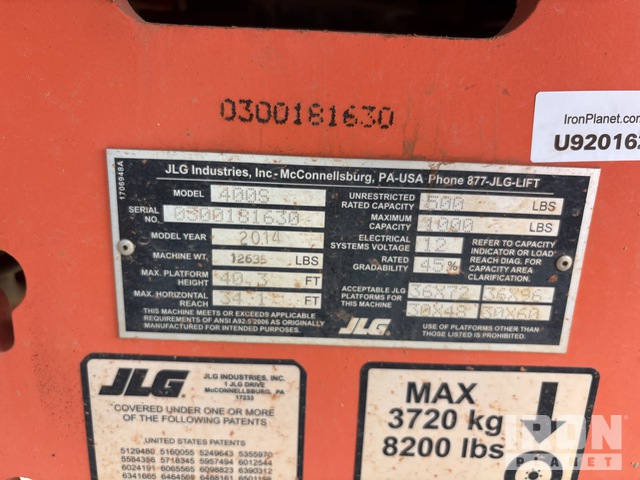 0300181630
IronPlanet.com
U920162
1706948A
JLG Industries, Inc - McConnellsburg, PA-USA Phone 877-JLG-LIFT
MODEL 400S
SERIAL NO. 0300181630
MODEL YEAR 2014
MACHINE WT. 12635 LBS
MAX. PLATFORM HEIGHT 40.3 FT
MAX. HORIZONTAL REACH 34.1 FT
THIS MACHINE MEETS OR EXCEEDS APPLICABLE
REQUIREMENTS OF ANSI A92.5-2006 AS ORIGINALLY
MANUFACTURED FOR INTENDED APPLICATIONS.
UNRESTRICTED RATED CAPACITY 500 LBS
MAXIMUM CAPACITY 1000 LBS
ELECTRICAL SYSTEMS VOLTAGE 12
RATED GRADABILITY 45%
REFER TO CAPACITY
INDICATOR OR LOAD
REACH DIAG. FOR
CAPACITY AREA
CLARIFICATION.
ACCEPTABLE JLG
PLATFORMS FOR
THIS MACHINE
36X72 36X96
30X48 30X60
JLG
USE OF PLATFORMS OTHER THAN
THOSE LISTED IS PROHIBITED.
JLG
JLG INDUSTRIES, INC.
1 JLG DRIVE
McCONNELLSBURG, PA
17233
COVERED UNDER ONE OR MORE
OF THE FOLLOWING PATENTS
UNITED STATES PATENTS
5129480 5160055 5249643 5355970
5584356 5718345 5957494 6012544
6024191 6065565 6098823 6390312
6341665 6464569 6488161 6501158
MAX
3720 kg
8200 lbs
IRON
PLANET